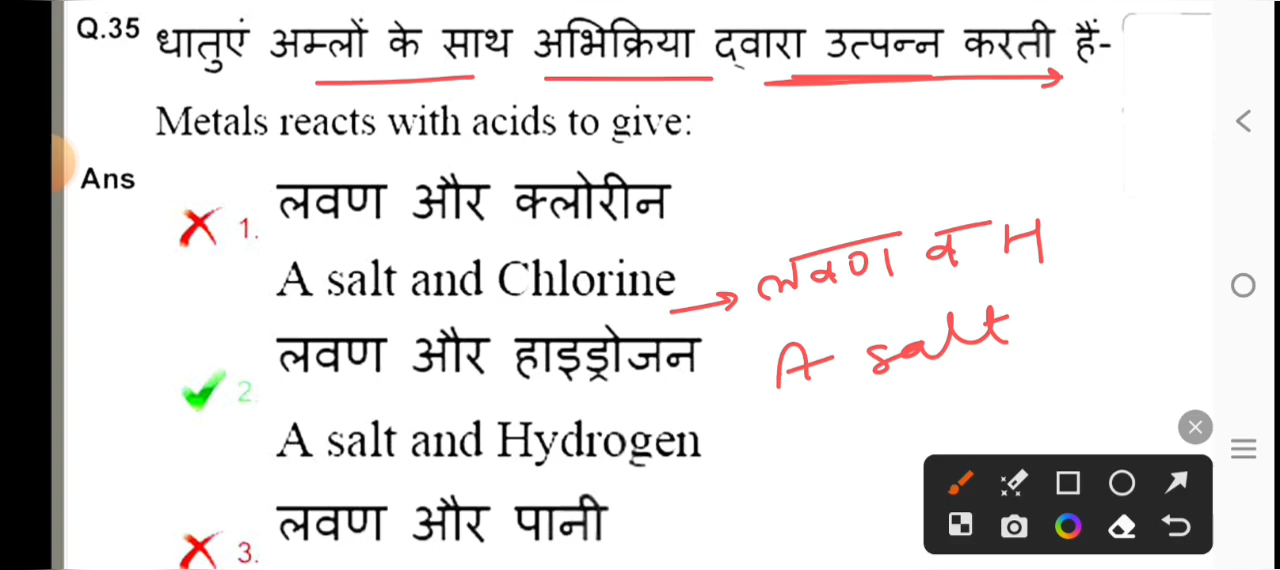 Q.35 धातुएं अम्लों के साथ अभिक्रिया द्वारा उत्पन्न करती हैं-
Metals reacts with acids to give:
Ans
1. लवण और क्लोरीन
A salt and Chlorine
2. लवण और हाइड्रोजन
A salt and Hydrogen
3. लवण और पानी
लवण व H
A salt